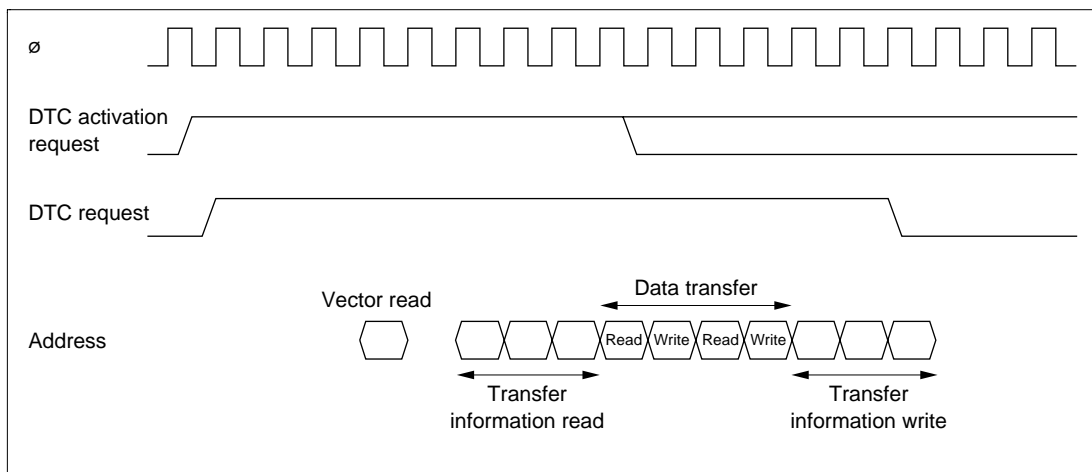 ø
DTC activation
request
DTC request
Data transfer
Vector read
Address
Read Write Read Write
Transfer
information read
Transfer
information write